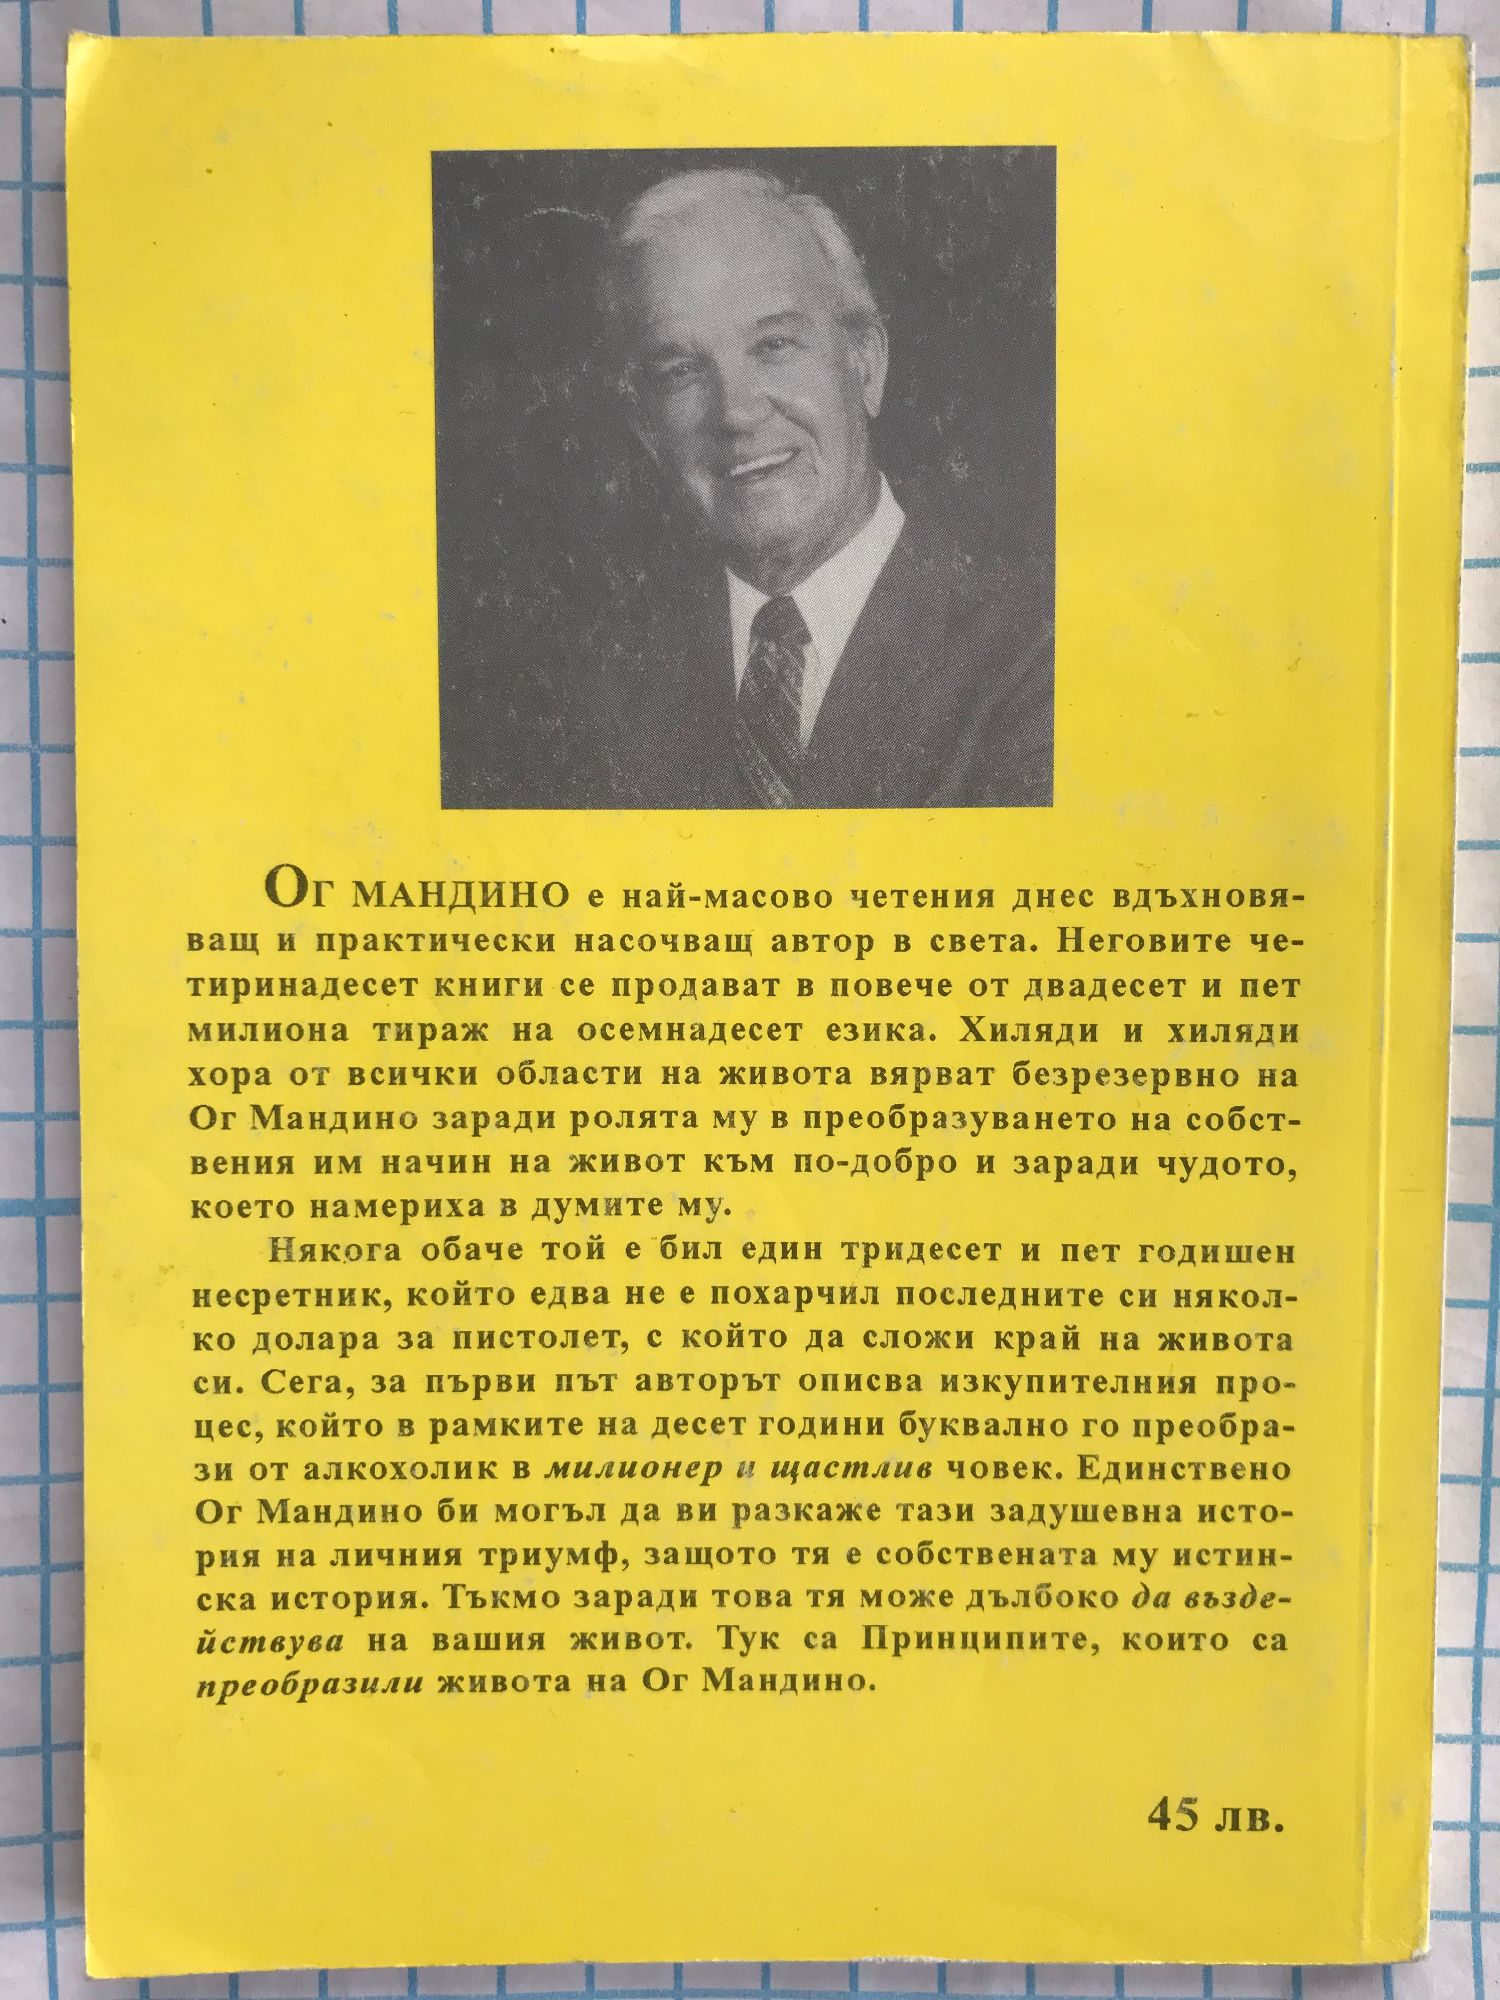 Ог МАНДИНО е най-масово четения днес вдъхновя-
ващ и практически насочващ автор в света. Неговите че-
тиринадесет книги се продават в повече от двадесет и пет
милиона тираж на осемнадесет езика. Хиляди и хиляди
хора от всички области на живота вярват безрезервно на
Ог Мандино заради ролята му в преобразуването на собст-
вения им начин на живот към по-добро и заради чудото,
което намериха в думите му.
Някога обаче той е бил един тридесет и пет годишен
несретник, който едва не е похарчил последните си някол-
ко долара за пистолет, с който да сложи край на живота
си. Сега, за първи път авторът описва изкупителния про-
цес, който в рамките на десет години буквално го преобра-
зи от алкохолик в милионер и щастлив човек. Единствено
Ог Мандино би могъл да ви разкаже тази задушевна исто-
рия на личния триумф, защото тя е собствената му истин-
ска история. Тъкмо заради това тя може дълбоко да възде-
йствува на вашия живот. Тук са Принципите, които са
преобразили живота на Ог Мандино.
45 лв.